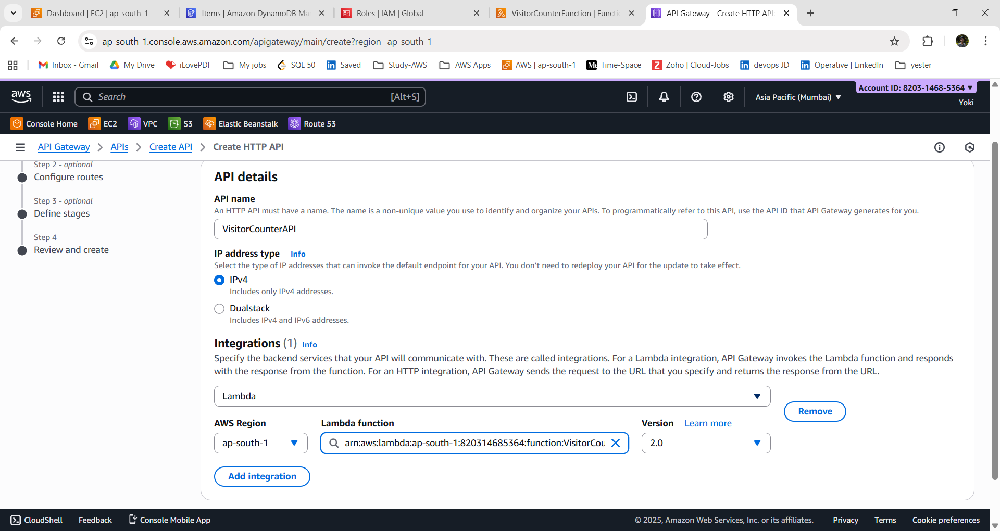 Dashboard | EC2 | ap-south-1
Items | Amazon DynamoDB Ma
Roles | IAM | Global
VisitorCounterFunction | Functio
API Gateway - Create HTTP API:
ap-south-1.console.aws.amazon.com/apigateway/main/create?region=ap-south-1
Inbox - Gmail
My Drive
iLovePDF
My jobs
SQL 50
Saved
Study-AWS
AWS Apps
AWS | ap-south-1
Time-Space
Zoho | Cloud-Jobs
devops JD
Operative | LinkedIn
yester
aws
Search
[Alt+S]
Asia Pacific (Mumbai)
Account ID: 8203-1468-5364
Yoki
Console Home
EC2
VPC
S3
Elastic Beanstalk
Route 53
API Gateway
APIs
Create API
Create HTTP API
Step 2 - optional
Configure routes
Step 3 - optional
Define stages
Step 4
Review and create
API details
API name
An HTTP API must have a name. The name is a non-unique value you use to identify and organize your APIs. To programmatically refer to this API, use the API ID that API Gateway generates for you.
VisitorCounterAPI
IP address type
Info
Select the type of IP addresses that can invoke the default endpoint for your API. You don't need to redeploy your API for the update to take effect.
IPv4
Includes only IPv4 addresses.
Dualstack
Includes IPv4 and IPv6 addresses.
Integrations (1)
Info
Specify the backend services that your API will communicate with. These are called integrations. For a Lambda integration, API Gateway invokes the Lambda function and responds
with the response from the function. For an HTTP integration, API Gateway sends the request to the URL that you specify and returns the response from the URL.
Lambda
Remove
AWS Region
Lambda function
Version
Learn more
ap-south-1
arn:aws:lambda:ap-south-1:820314685364:function:VisitorCou
2.0
Add integration
CloudShell
Feedback
Console Mobile App
© 2025, Amazon Web Services, Inc. or its affiliates.
Privacy
Terms
Cookie preferences